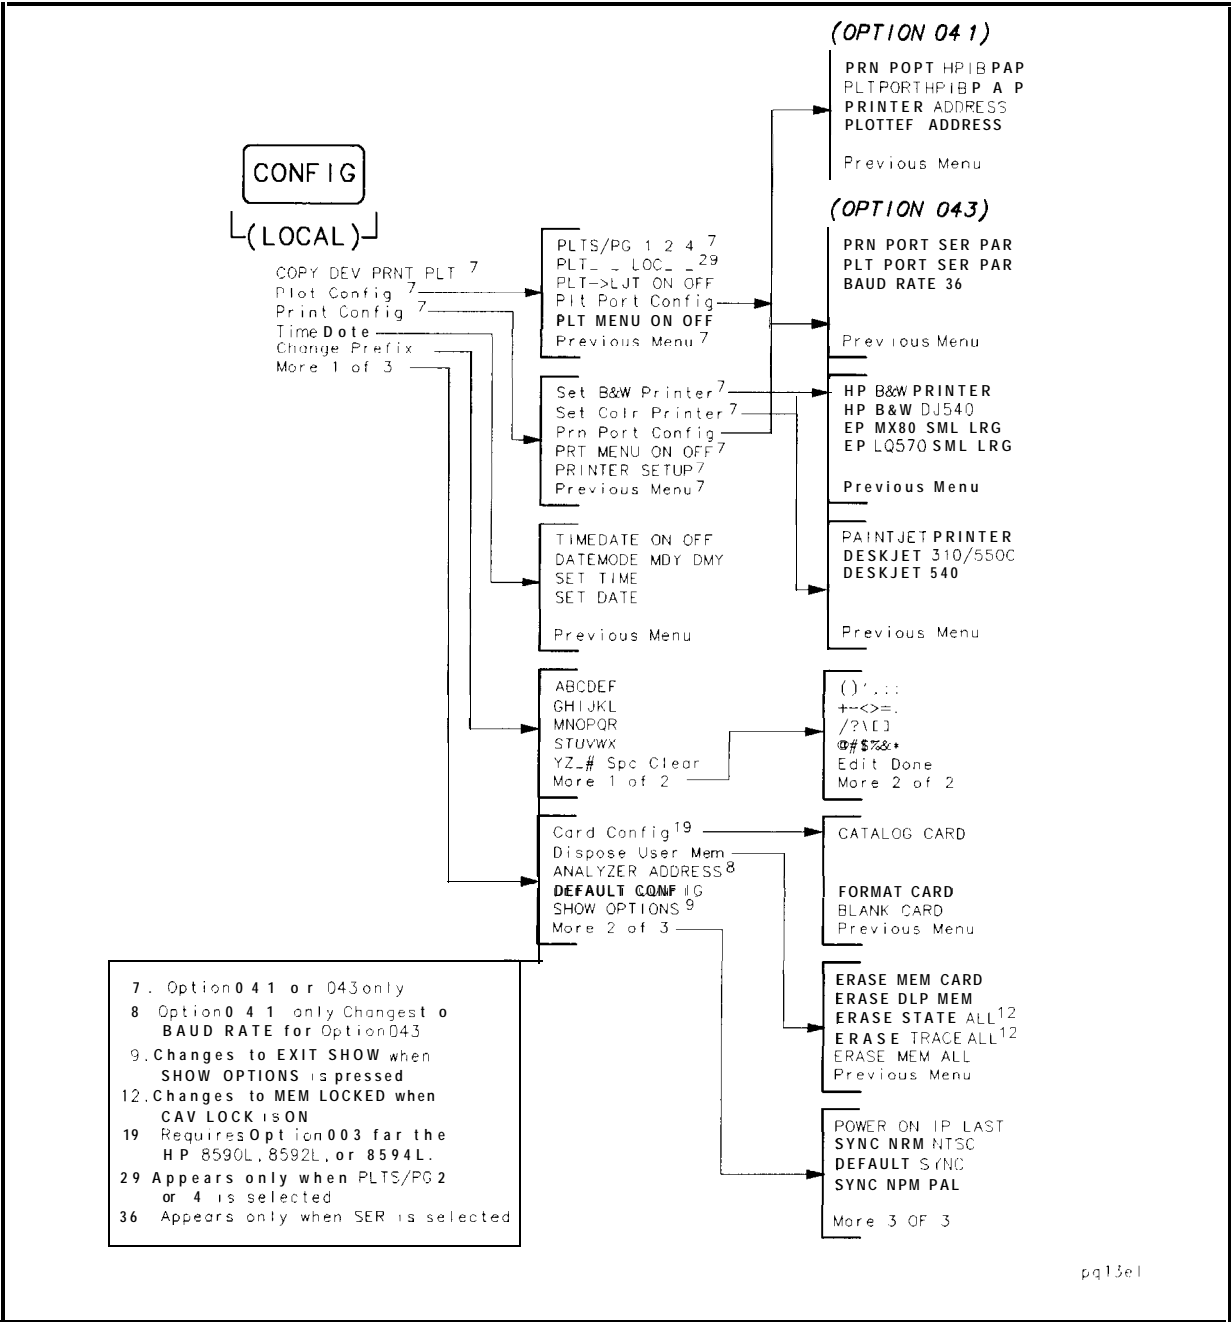 (OPTION 04 1)
PRN POPT HPIB PAP
PLTPORTHPIBP A P
PRINTER ADDRESS
PLOTTEF ADDRESS
Previous Menu
CONFIG
(LOCAL)
COPY DEV PRNT PLT 7
Plot Config 7
Print Config 7
Time Dote
Change Prefix
More 1 of 3
(OPTION 043)
PRN PORT SER PAR
PLT PORT SER PAR
BAUD RATE 36
Previous Menu
PLTS/PG 1 2 4 7
PLT_ _ LOC_ _29
PLT->LJT ON OFF
Plt Port Config
PLT MENU ON OFF
Previous Menu 7
Set B&W Printer 7
Set Colr Printer 7
Prn Port Config
PRT MENU ON OFF 7
PRINTER SETUP 7
Previous Menu 7
HP B&W PRINTER
HP B&W DJ540
EP MX80 SML LRG
EP LQ570 SML LRG
Previous Menu
TIMEDATE ON OFF
DATEMODE MDY DMY
SET TIME
SET DATE
Previous Menu
PAINTJET PRINTER
DESKJET 310/550C
DESKJET 540
Previous Menu
ABCDEF
GHIJKL
MNOPQR
STUVWX
YZ_# Spc Clear
More 1 of 2
()',:;
+-<>=.
/?\[]
@#$%&*
Edit Done
More 2 of 2
Card Config 19
Dispose User Mem
ANALYZER ADDRESS 8
DEFAULT CONFIG
SHOW OPTIONS 9
More 2 of 3
CATALOG CARD
FORMAT CARD
BLANK CARD
Previous Menu
ERASE MEM CARD
ERASE DLP MEM
ERASE STATE ALL 12
ERASE TRACE ALL 12
ERASE MEM ALL
Previous Menu
POWER ON IP LAST
SYNC NRM NTSC
DEFAULT SYNC
SYNC NPM PAL
More 3 OF 3
7. Option 0 4 1 or 043 only
8 Option 0 4 1 only Changes t o
BAUD RATE for Option 043
9. Changes to EXIT SHOW when
SHOW OPTIONS is pressed
12. Changes to MEM LOCKED when
CAV LOCK is ON
19 Requires Option 003 far the
HP 8590L, 8592L, or 8594L.
29 Appears only when PLTS/PG 2
or 4 is selected
36 Appears only when SER is selected
pq13el